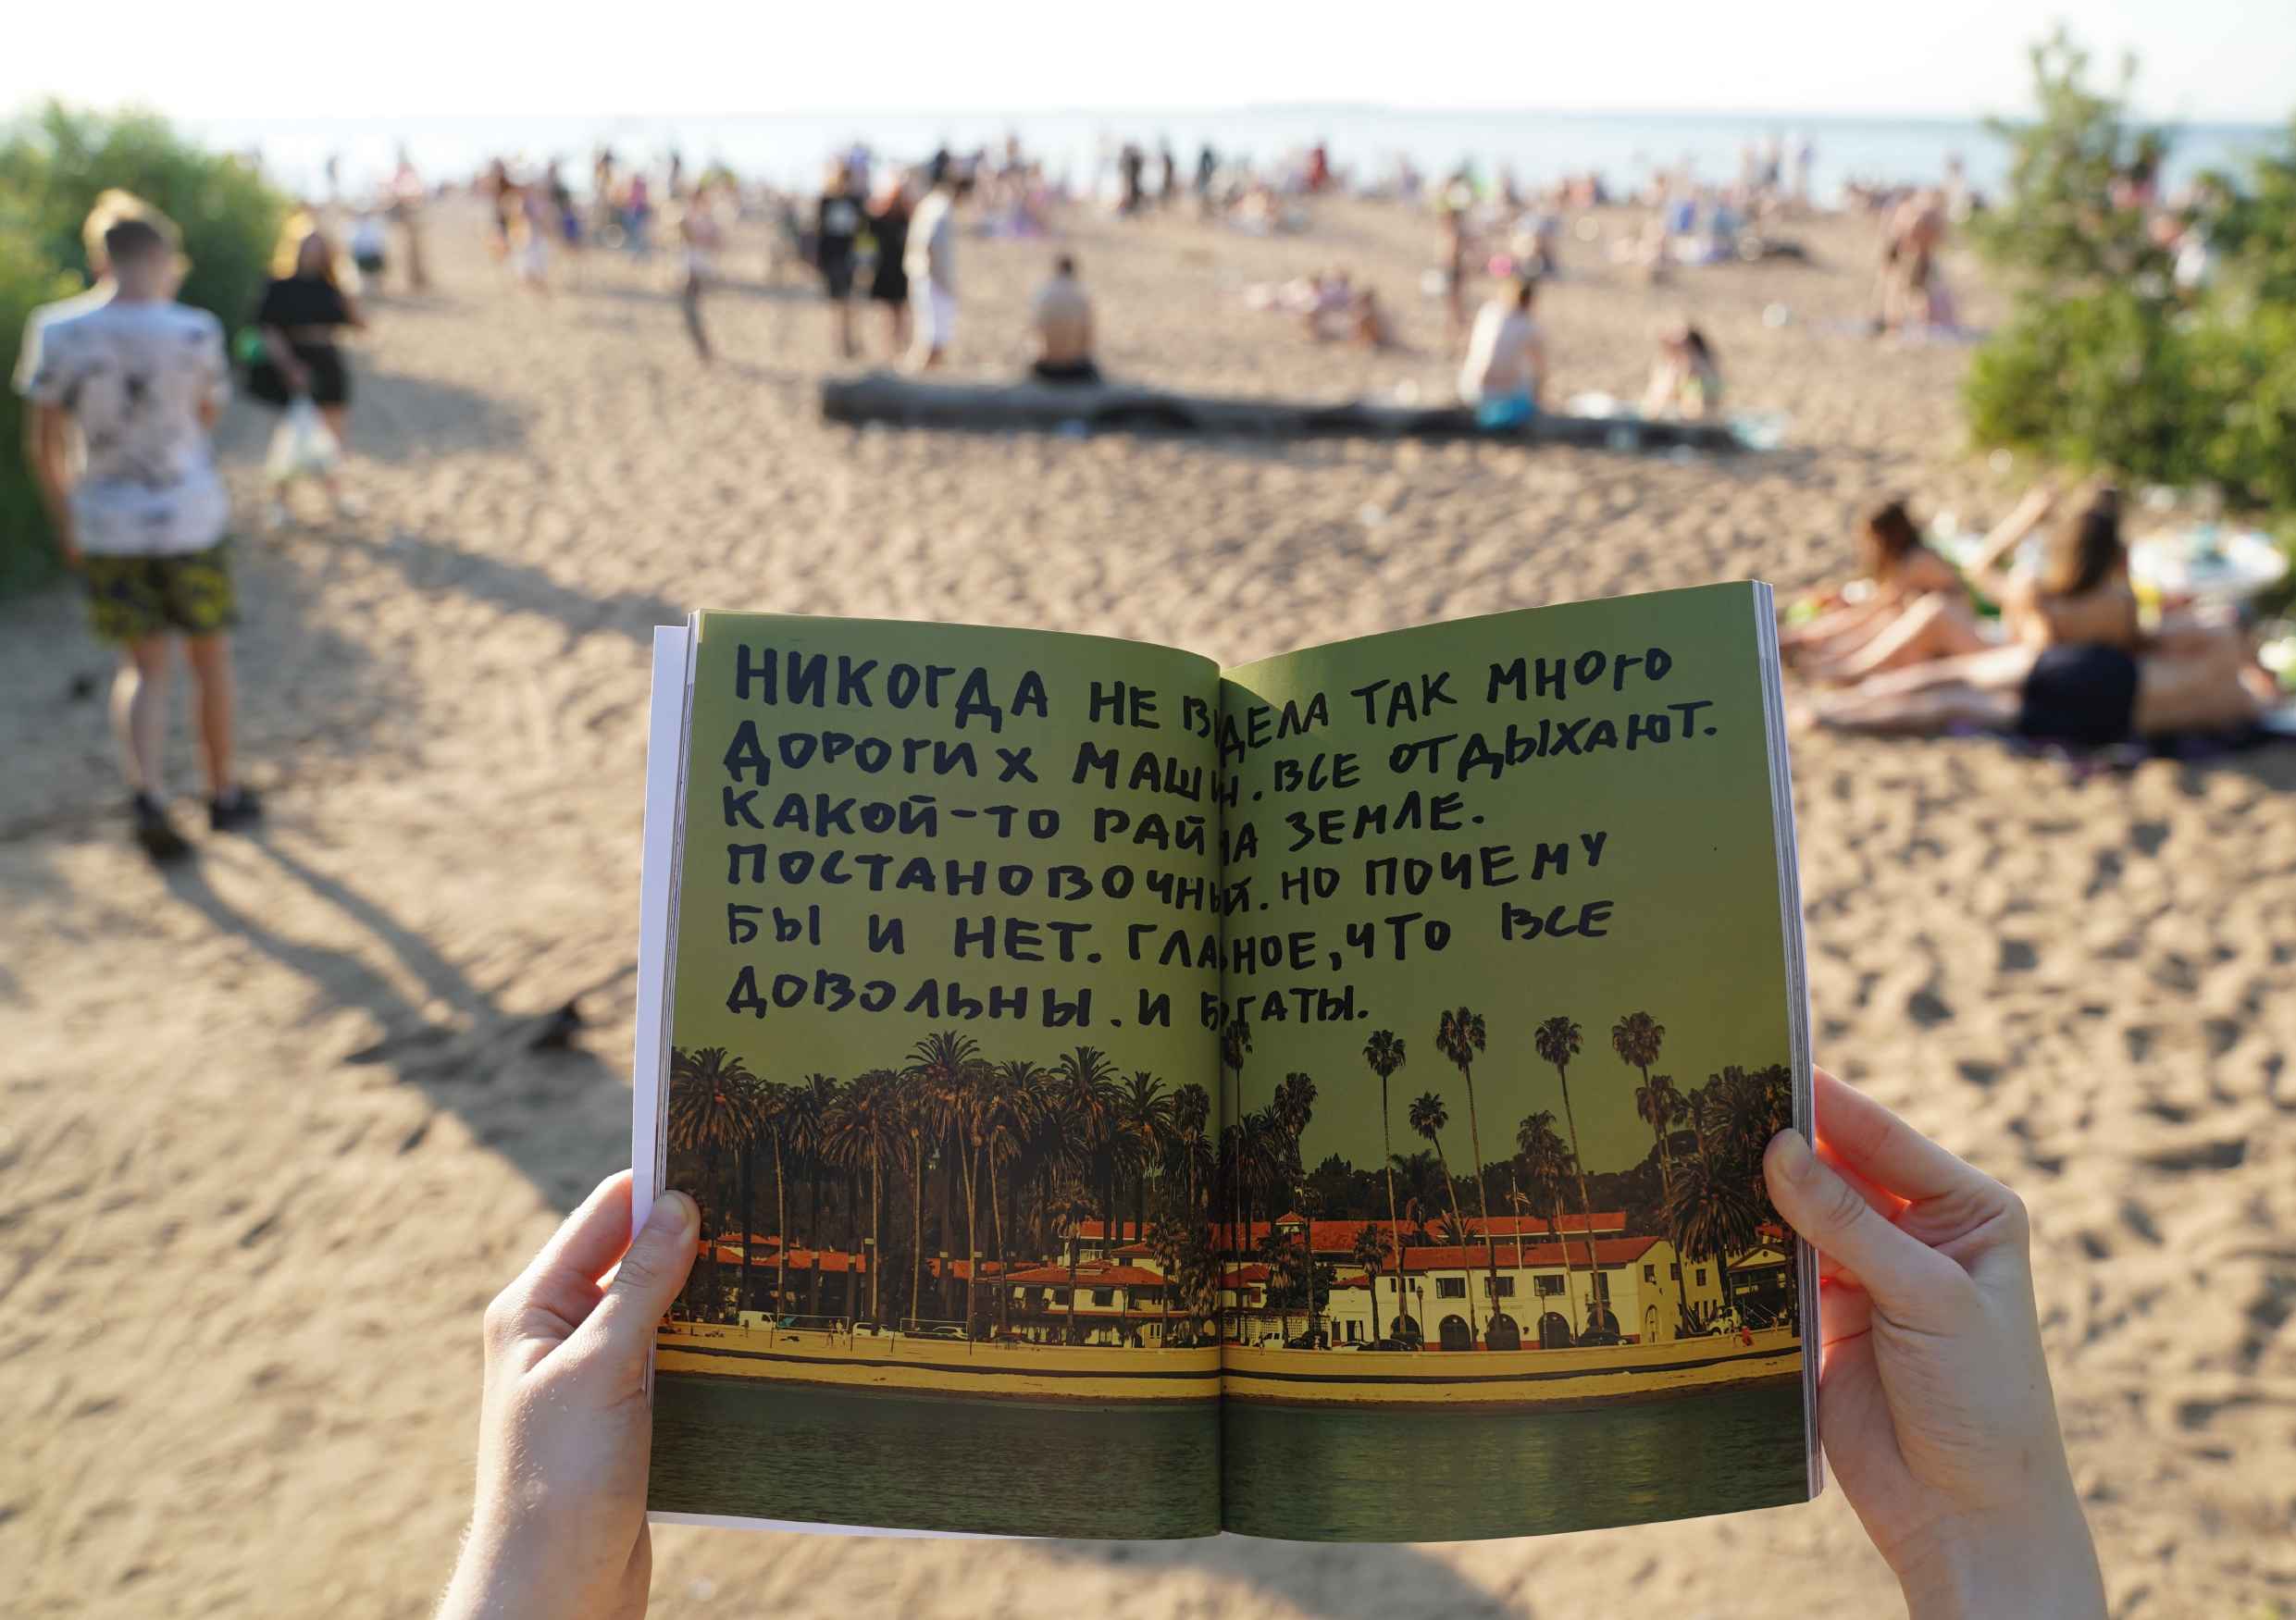 НИКОГДА НЕ ВИДЕЛА ТАК МНОГО
ДОРОГИХ МАШИН. ВСЕ ОТДЫХАЮТ.
КАКОЙ-ТО РАЙ НА ЗЕМЛЕ.
ПОСТАНОВОЧНЫЙ. НО ПОЧЕМУ
БЫ И НЕТ. ГЛАВНОЕ, ЧТО ВСЕ
ДОВОЛЬНЫ. И БОГАТЫ.